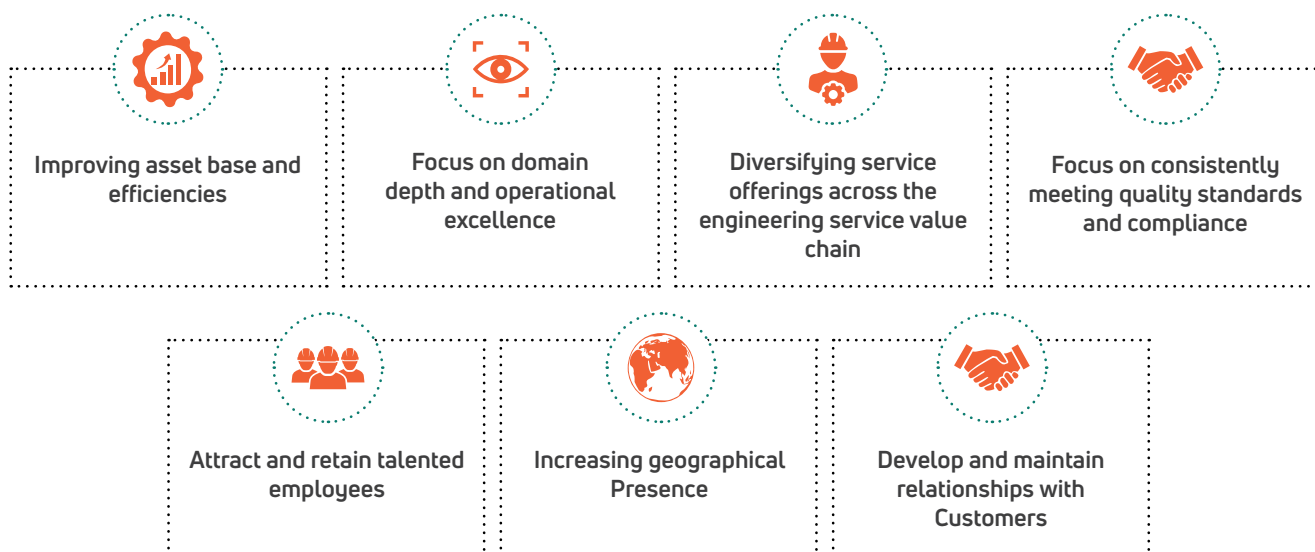 Improving asset base and
efficiencies
Focus on domain
depth and operational
excellence
Diversifying service
offerings across the
engineering service value
chain
Focus on consistently
meeting quality standards
and compliance
Attract and retain talented
employees
Increasing geographical
Presence
Develop and maintain
relationships with
Customers